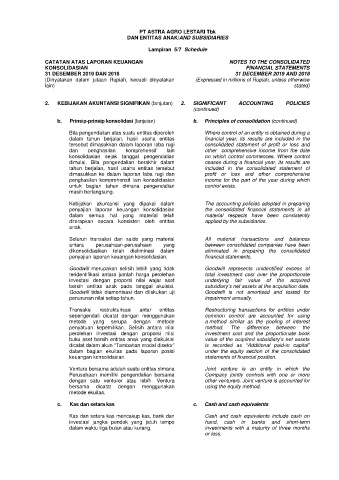 PT ASTRA AGRO LESTARI Tbk
DAN ENTITAS ANAK/AND SUBSIDIARIES
Lampiran 5/7 Schedule
CATATAN ATAS LAPORAN KEUANGAN
KONSOLIDASIAN
31 DESEMBER 2019 DAN 2018
(Dinyatakan dalam jutaan Rupiah, kecuali dinyatakan
lain)
NOTES TO THE CONSOLIDATED
FINANCIAL STATEMENTS
31 DECEMBER 2019 AND 2018
(Expressed in millions of Rupiah, unless otherwise
stated)
2. KEBIJAKAN AKUNTANSI SIGNIFIKAN (lanjutan)
b. Prinsip-prinsip konsolidasi (lanjutan)
Bila pengendalian atas suatu entitas diperoleh
dalam tahun berjalan, hasil usaha entitas
tersebut dimasukkan dalam laporan laba rugi
dan penghasilan komprehensif lain
konsolidasian sejak tanggal pengendalian
dimulai. Bila pengendalian berakhir dalam
tahun berjalan, hasil usaha entitas tersebut
dimasukkan ke dalam laporan laba rugi dan
penghasilan komprehensif lain konsolidasian
untuk bagian tahun dimana pengendalian
masih berlangsung.
Kebijakan akuntansi yang dipakai dalam
penyajian laporan keuangan konsolidasian
dalam semua hal yang material telah
diterapkan secara konsisten oleh entitas
anak.
Seluruh transaksi dan saldo yang material
antara perusahaan-perusahaan yang
dikonsolidasikan telah dieliminasi dalam
penyajian laporan keuangan konsolidasian.
Goodwill merupakan selisih lebih yang tidak
teridentifikasi antara jumlah harga perolehan
investasi dengan proporsi nilai wajar aset
bersih entitas anak pada tanggal akuisisi.
Goodwill tidak diamortisasi dan dilakukan uji
penurunan nilai setiap tahun.
Transaksi restrukturisasi antar entitas
sepengendali dicatat dengan menggunakan
metode yang serupa dengan metode
penyatuan kepemilikan. Selisih antara nilai
perolehan investasi dengan proporsi nilai
buku aset bersih entitas anak yang diakuisisi
dicatat dalam akun "Tambahan modal disetor"
dalam bagian ekuitas pada laporan posisi
keuangan konsolidasian.
Ventura bersama adalah suatu entitas dimana
Perusahaan memiliki pengendalian bersama
dengan satu venturer atau lebih. Ventura
bersama dicatat dengan menggunakan
metode ekuitas.
c. Kas dan setara kas
Kas dan setara kas mencakup kas, bank dan
investasi jangka pendek yang jatuh tempo
dalam waktu tiga bulan atau kurang.
2. SIGNIFICANT ACCOUNTING POLICIES
(continued)
b. Principles of consolidation (continued)
Where control of an entity is obtained during a
financial year, its results are included in the
consolidated statement of profit or loss and
other comprehensive income from the date
on which control commences. Where control
ceases during a financial year, its results are
included in the consolidated statement of
profit or loss and other comprehensive
income for the part of the year during which
control exists.
The accounting policies adopted in preparing
the consolidated financial statements in all
material respects have been consistently
applied by the subsidiaries.
All material transactions and balances
between consolidated companies have been
eliminated in preparing the consolidated
financial statements.
Goodwill represents unidentified excess of
total investment cost over the proportionate
underlying fair value of the acquired
subsidiary's net assets at the acquisition date.
Goodwill is not amortised and tested for
impairment annually.
Restructuring transactions for entities under
common control are accounted for using
a method similar as the pooling of interest
method. The difference between the
investment cost and the proportionate book
value of the acquired subsidiary's net assets
is recorded as "Additional paid-in capital"
under the equity section of the consolidated
statements of financial position.
Joint venture is an entity in which the
Company jointly controls with one or more
other venturers. Joint venture is accounted for
using the equity method.
c. Cash and cash equivalents
Cash and cash equivalents include cash on
hand, cash in banks and short-term
investments with a maturity of three months
or less.